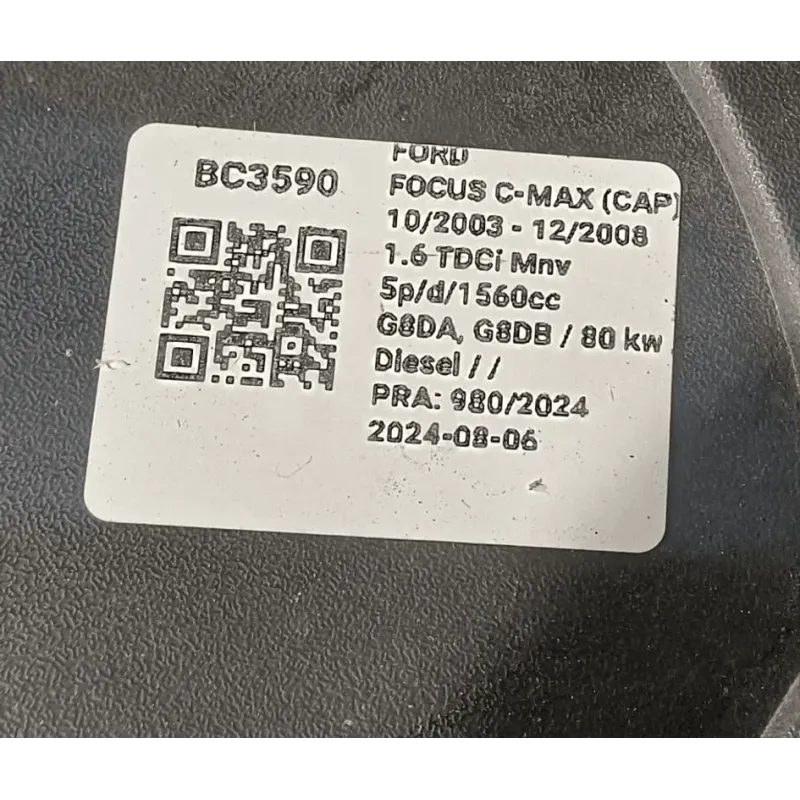 BC3590
FORD
FOCUS C-MAX (CAP)
10/2003 - 12/2008
1.6 TDCi Mnv
5p/d/1560cc
G8DA, G8DB / 80 kw
Diesel / /
PRA: 980/2024
2024-08-06